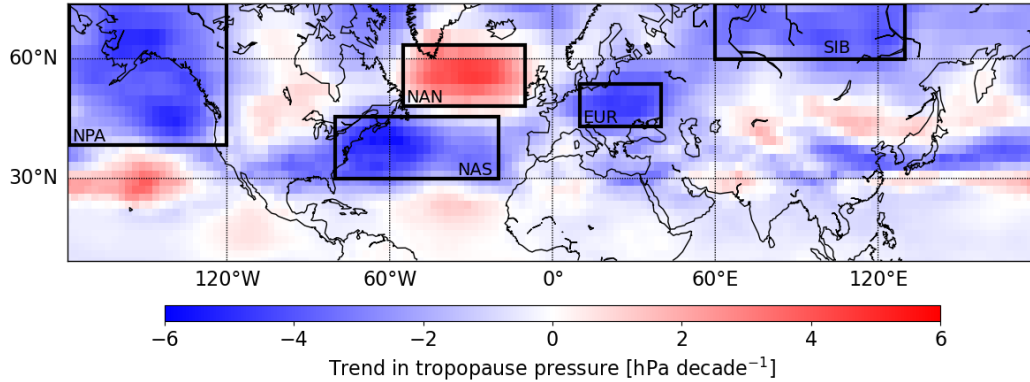 60°N
30°N
NPA
NAN
NAS
EUR
SIB
120°W 60°W 0° 60°E 120°E
−6 −4 −2 0 2 4 6
Trend in tropopause pressure [hPa decade⁻¹]